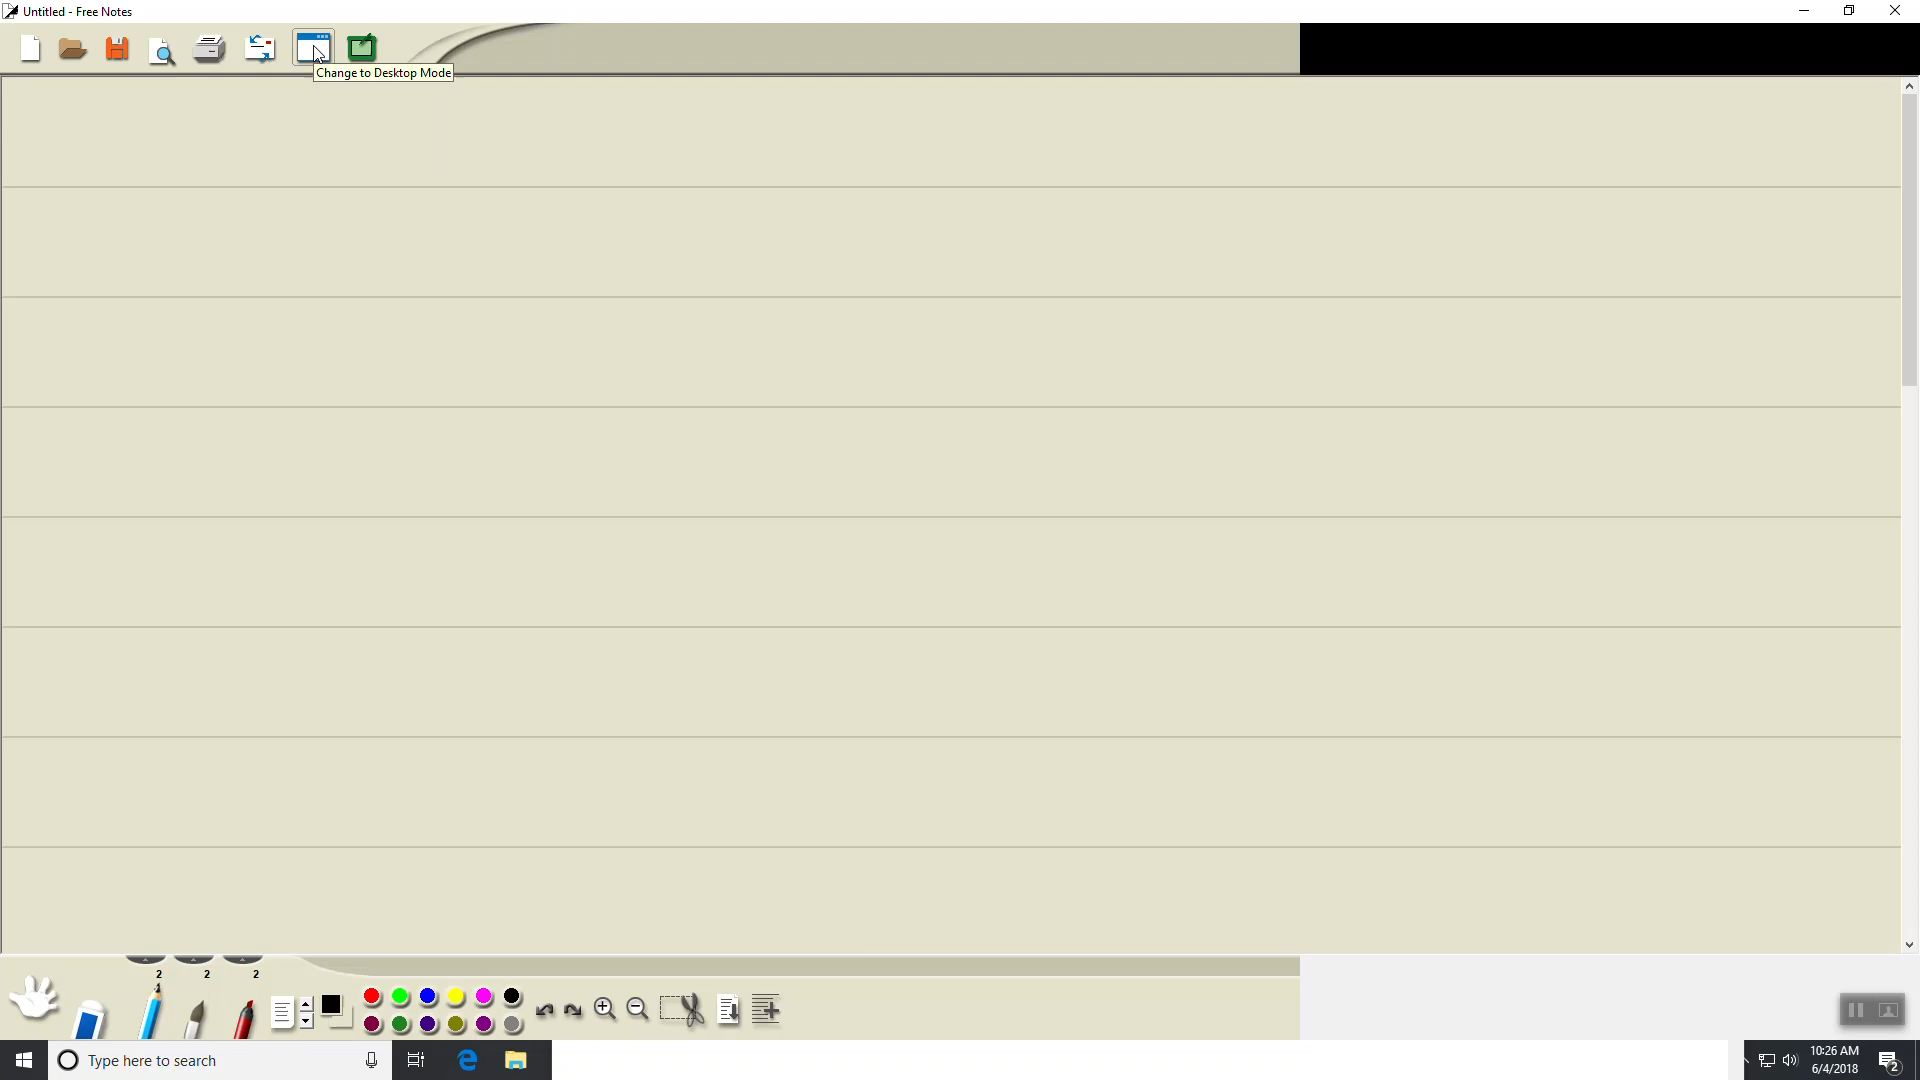 Untitled - Free Notes
Change to Desktop Mode
2 2 2
Type here to search
10:26 AM
6/4/2018
2